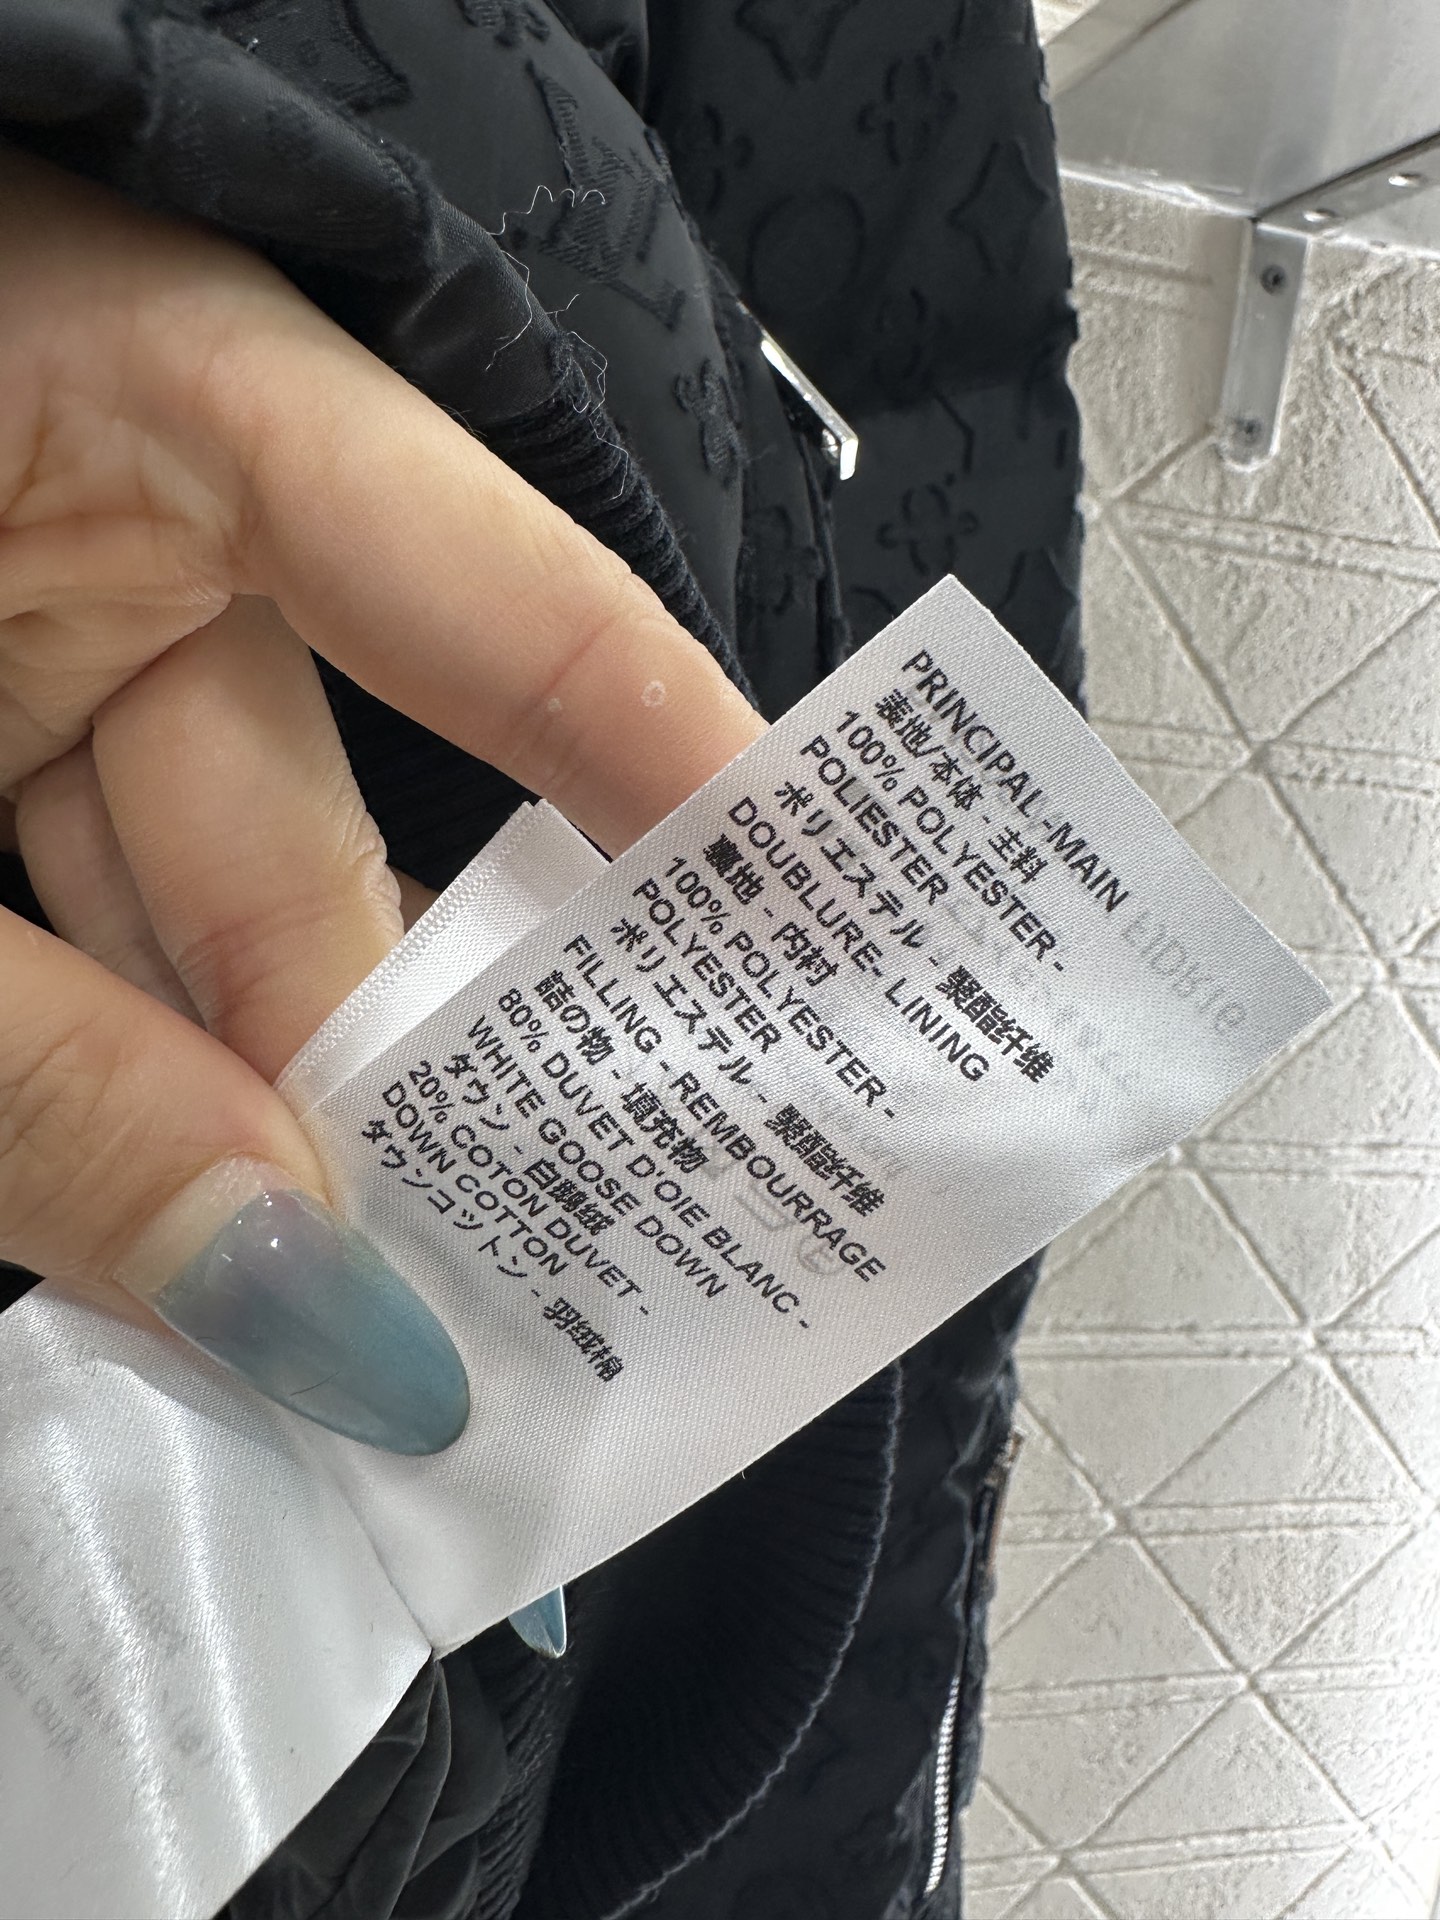 PRINCIPAL-MAIN
表地/本体 - 主料
100% POLYESTER-
POLIESTER
ポリエステル - 聚酯纤维
DOUBLURE- LINING
裏地 - 内衬
100% POLYESTER-
POLYESTER
ポリエステル - 聚酯纤维
FILLING - REMBOURRAGE
詰の物 - 填充物
80% DUVET D'OIE BLANC -
WHITE GOOSE DOWN
ダウン - 白鹅绒
20% COTON DUVET -
DOWN COTTON
ダウンコットン - 羽绒棉